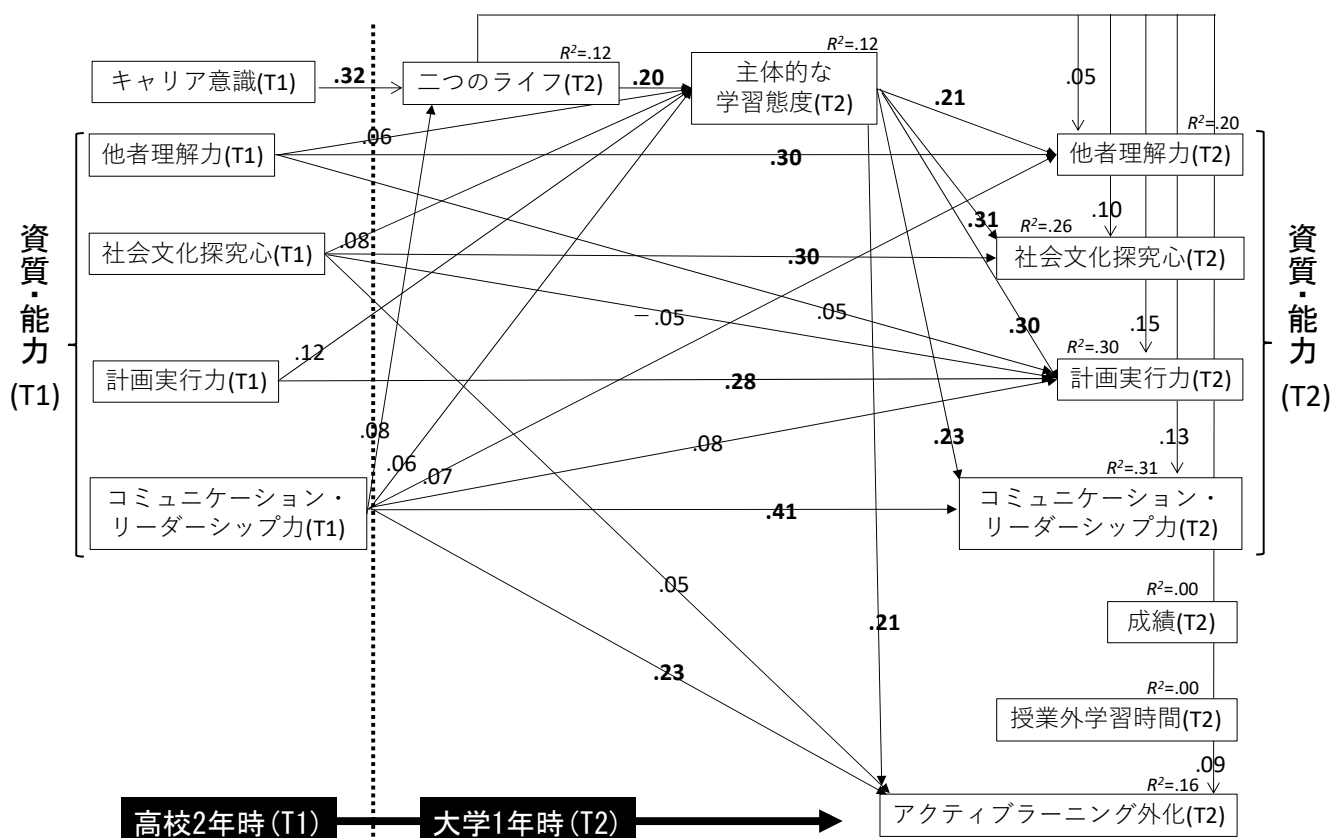 R²=.12
R²=.12
キャリア意識(T1)
.32
二つのライフ(T2)
.20
主体的な
学習態度(T2)
.05
.21
R²=.20
他者理解力(T1)
.06
.30
他者理解力(T2)
資質・能力
(T1)
社会文化探究心(T1)
.08
.30
.31
.10
R²=.26
社会文化探究心(T2)
資質・能力
(T2)
－.05
.05
.30
.15
R²=.30
計画実行力(T1)
.12
.28
計画実行力(T2)
.08
.06
.07
.08
.23
.13
R²=.31
コミュニケーション・
リーダーシップ力(T1)
.41
コミュニケーション・
リーダーシップ力(T2)
.05
R²=.00
成績(T2)
.21
.23
R²=.00
授業外学習時間(T2)
.09
R²=.16
アクティブラーニング外化(T2)
高校2年時(T1)
大学1年時(T2)